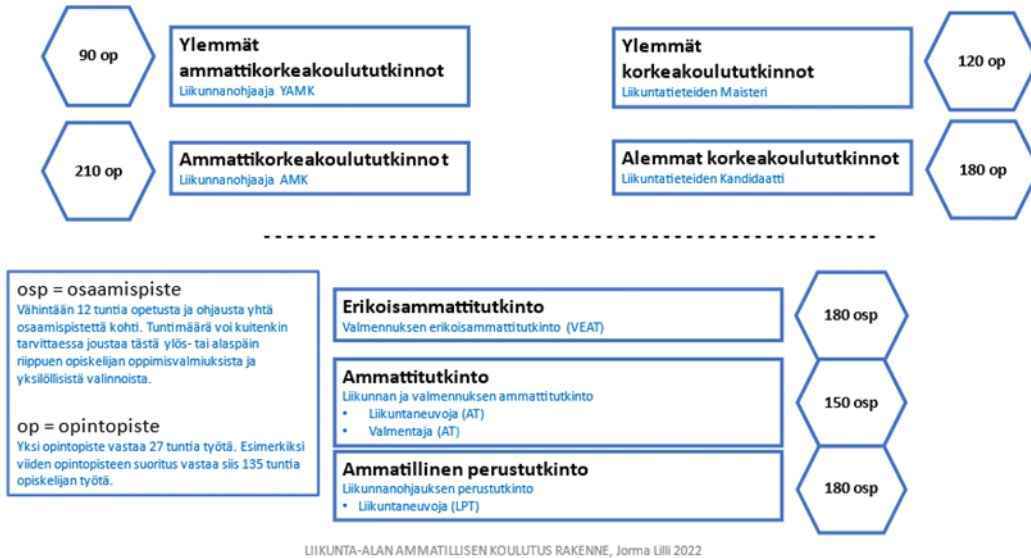 90 op
Ylemmät
ammattikorkeakoulututkinnot
Liikunnanohjaaja YAMK
Ylemmät
korkeakoulututkinnot
Liikuntatieteiden Maisteri
120 op
210 op
Ammattikorkeakoulututkinnot
Liikunnanohjaaja AMK
Alemmat korkeakoulututkinnot
Liikuntatieteiden Kandidaatti
180 op
osp = osaamispiste
Vähintään 12 tuntia opetusta ja ohjausta yhtä
osaamispistettä kohti. Tuntimäärä voi kuitenkin
tarvittaessa joustaa tästä ylös- tai alaspäin
riippuen opiskelijan oppimisvalmiuksista ja
yksilöllisistä valinnoista.
op = opintopiste
Yksi opintopiste vastaa 27 tuntia työtä. Esimerkiksi
viiden opintopisteen suoritus vastaa siis 135 tuntia
opiskelijan työtä.
Erikoisammattitutkinto
Valmennuksen erikoisammattitutkinto (VEAT)
180 osp
Ammattitutkinto
Liikunnan ja valmennuksen ammattitutkinto
• Liikuntaneuvoja (AT)
• Valmentaja (AT)
150 osp
Ammatillinen perustutkinto
Liikunnanohjauksen perustutkinto
• Liikuntaneuvoja (LPT)
180 osp
LIIKUNTA-ALAN AMMATILLISEN KOULUTUS RAKENNE, Jorma Lilli 2022